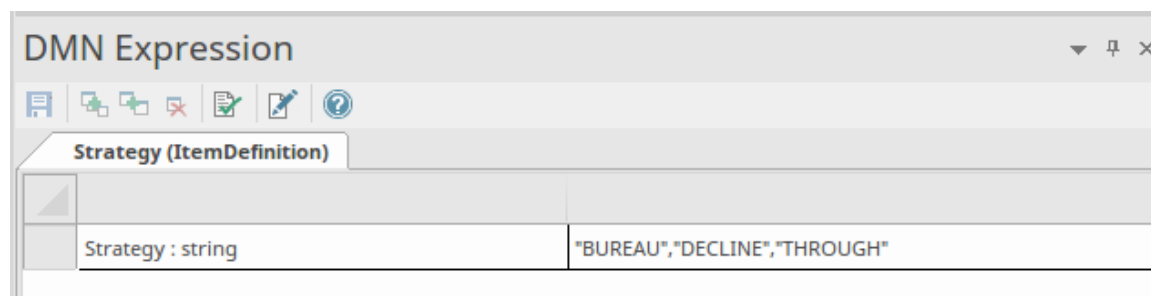 DMN Expression
Strategy (ItemDefinition)
Strategy : string "BUREAU","DECLINE","THROUGH"